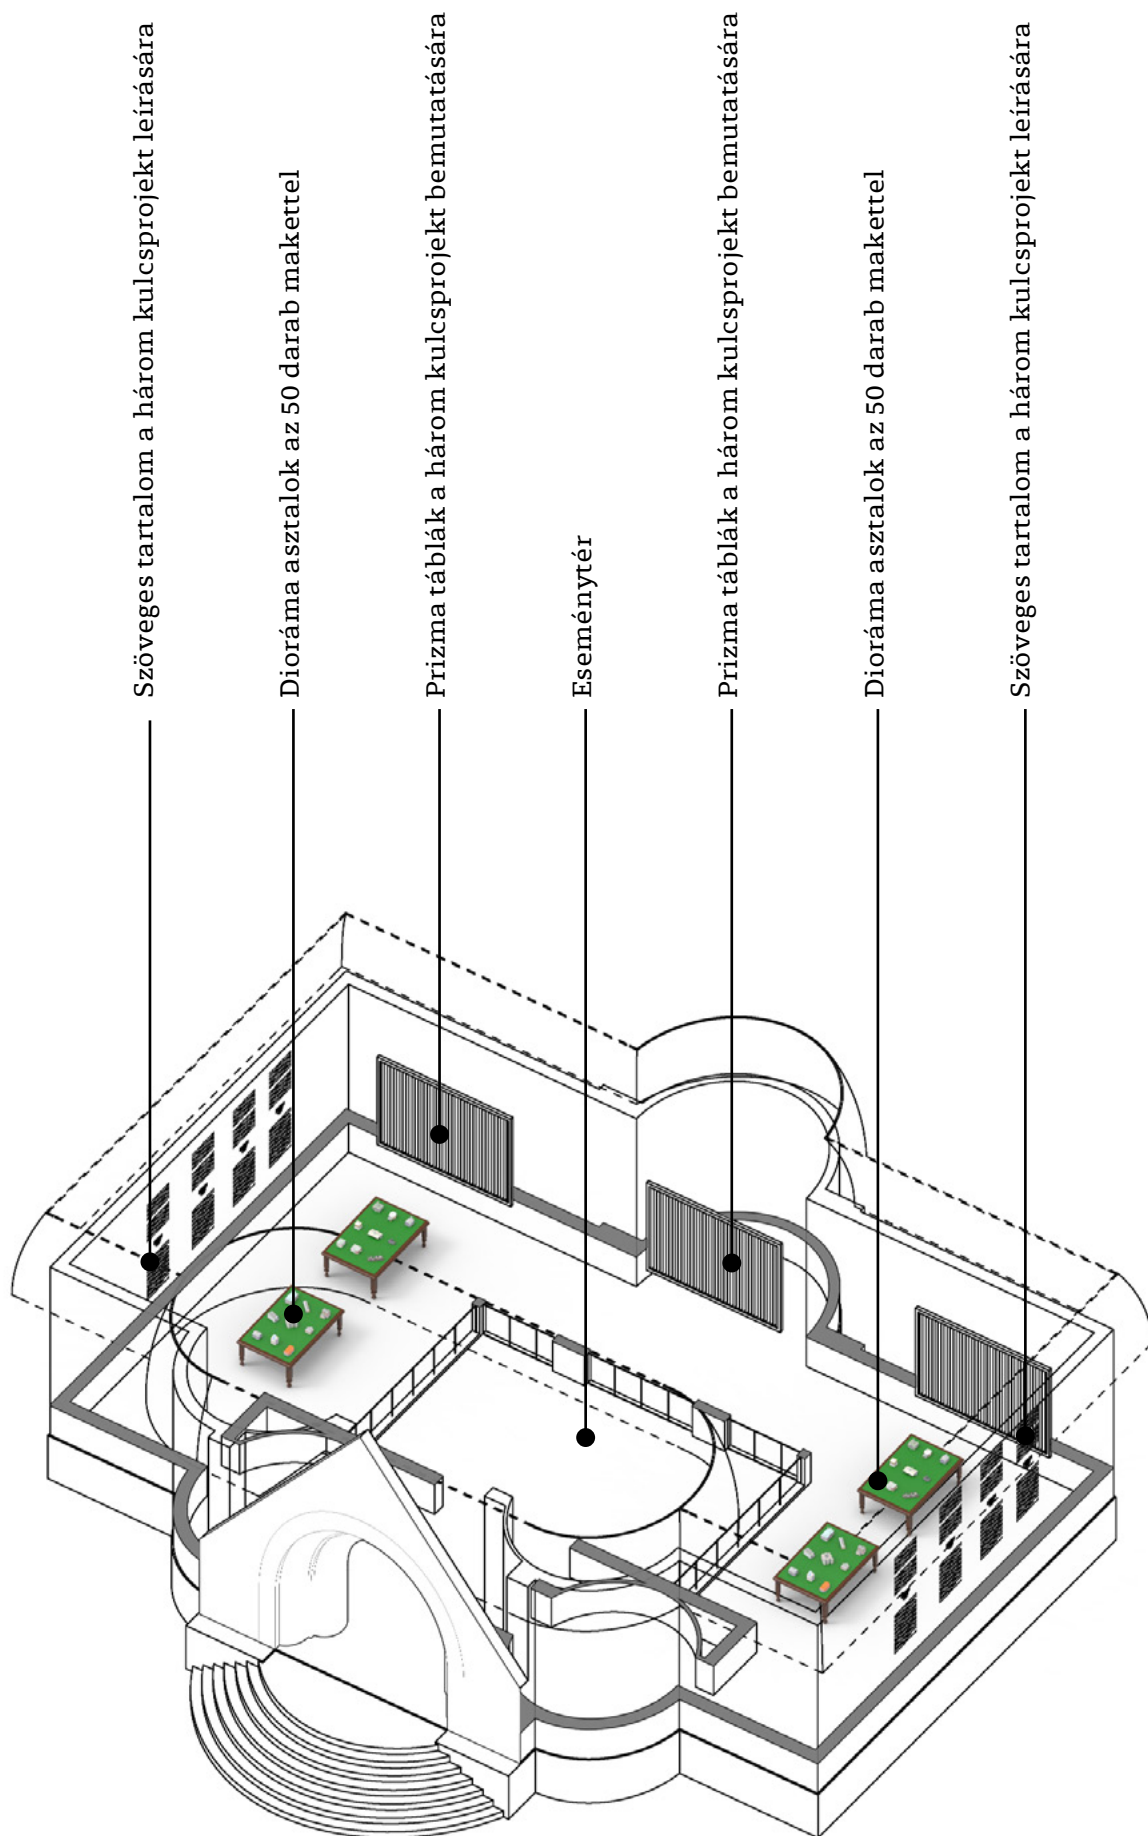 Szöveges tartalom a három kulcsprojekt leírására
Dioráma asztalok az 50 darab makettel
Prizma táblák a három kulcsprojekt bemutatására
Eseménytér
Prizma táblák a három kulcsprojekt bemutatására
Dioráma asztalok az 50 darab makettel
Szöveges tartalom a három kulcsprojekt leírására